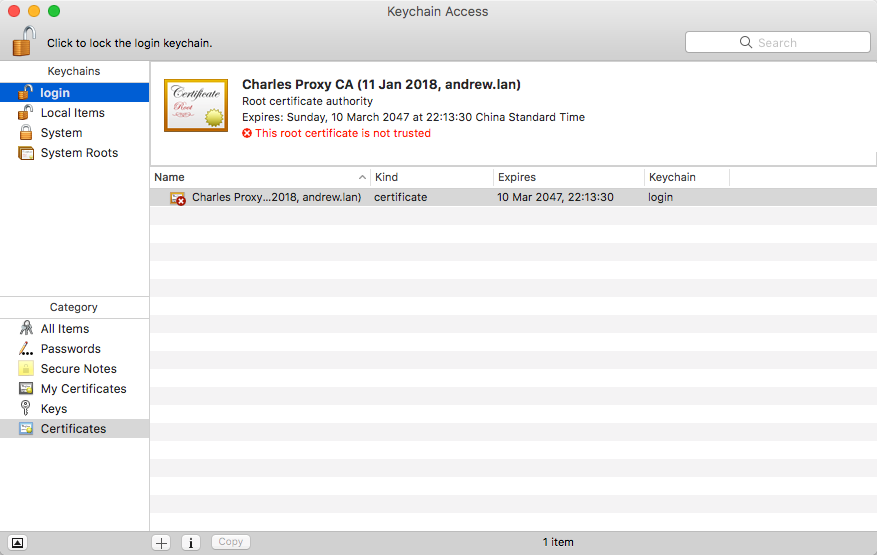 Keychain Access
Click to lock the login keychain.
Search
Keychains
login
Local Items
System
System Roots
Certificate
Root
Charles Proxy CA (11 Jan 2018, andrew.lan)
Root certificate authority
Expires: Sunday, 10 March 2047 at 22:13:30 China Standard Time
This root certificate is not trusted
Name Kind Expires Keychain
Charles Proxy...2018, andrew.lan) certificate 10 Mar 2047, 22:13:30 login
Category
All Items
Passwords
Secure Notes
My Certificates
Keys
Certificates
Copy
1 item